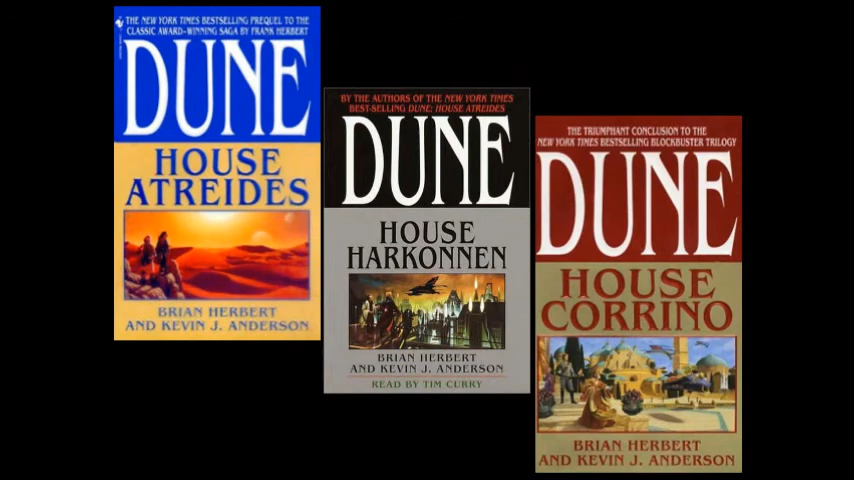 THE NEW YORK TIMES BESTSELLING PREQUEL TO THE
CLASSIC AWARD-WINNING SAGA BY FRANK HERBERT
DUNE
HOUSE
ATREIDES
BRIAN HERBERT
AND KEVIN J. ANDERSON
BY THE AUTHORS OF THE NEW YORK TIMES
BEST-SELLING DUNE: HOUSE ATREIDES
DUNE
HOUSE
HARKONNEN
BRIAN HERBERT
AND KEVIN J. ANDERSON
READ BY TIM CURRY
THE TRIUMPHANT CONCLUSION TO THE
NEW YORK TIMES BESTSELLING BLOCKBUSTER TRILOGY
DUNE
HOUSE
CORRINO
BRIAN HERBERT
AND KEVIN J. ANDERSON